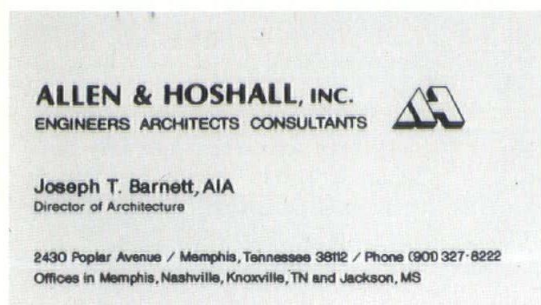 ALLEN & HOSHALL, INC.
ENGINEERS ARCHITECTS CONSULTANTS
AH
Joseph T. Barnett, AIA
Director of Architecture
2430 Poplar Avenue / Memphis, Tennessee 38112 / Phone (901) 327-8222
Offices in Memphis, Nashville, Knoxville, TN and Jackson, MS